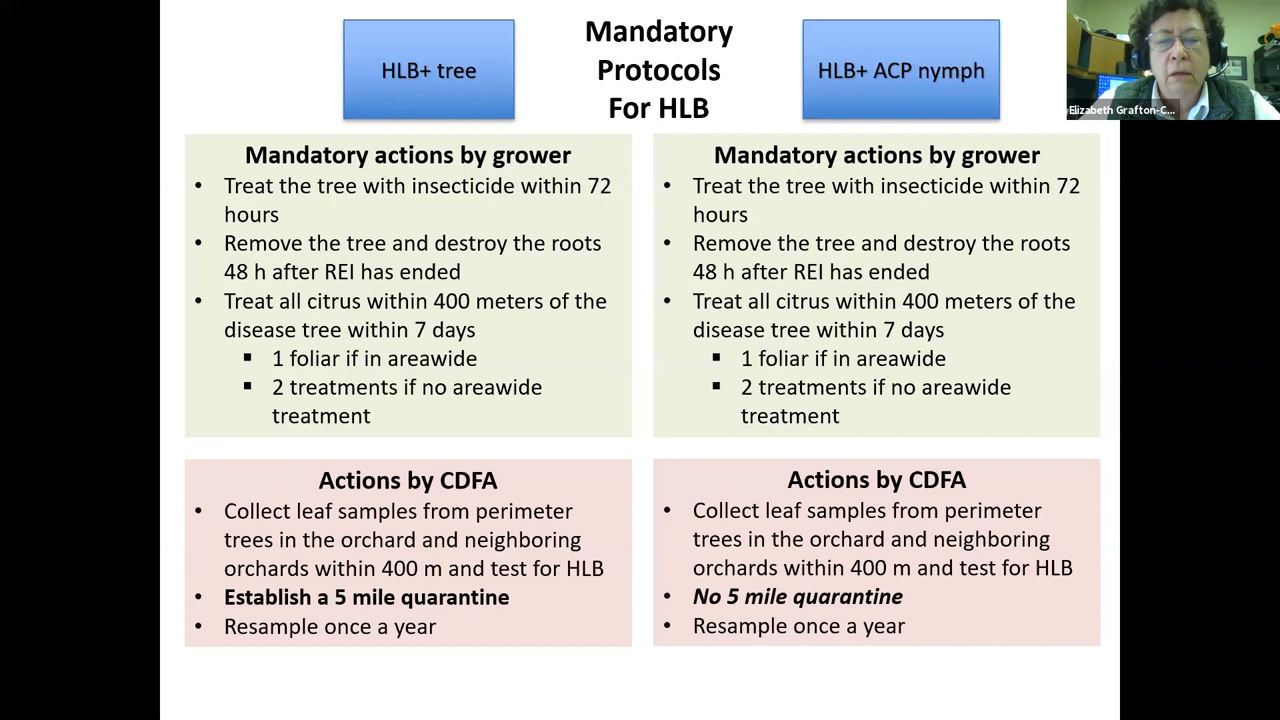 Mandatory
Protocols
For HLB
HLB+ tree
HLB+ ACP nymph
Elizabeth Grafton-C...
Mandatory actions by grower
• Treat the tree with insecticide within 72
hours
• Remove the tree and destroy the roots
48 h after REI has ended
• Treat all citrus within 400 meters of the
disease tree within 7 days
▪ 1 foliar if in areawide
▪ 2 treatments if no areawide
treatment
Actions by CDFA
• Collect leaf samples from perimeter
trees in the orchard and neighboring
orchards within 400 m and test for HLB
• Establish a 5 mile quarantine
• Resample once a year
Mandatory actions by grower
• Treat the tree with insecticide within 72
hours
• Remove the tree and destroy the roots
48 h after REI has ended
• Treat all citrus within 400 meters of the
disease tree within 7 days
▪ 1 foliar if in areawide
▪ 2 treatments if no areawide
treatment
Actions by CDFA
• Collect leaf samples from perimeter
trees in the orchard and neighboring
orchards within 400 m and test for HLB
• No 5 mile quarantine
• Resample once a year